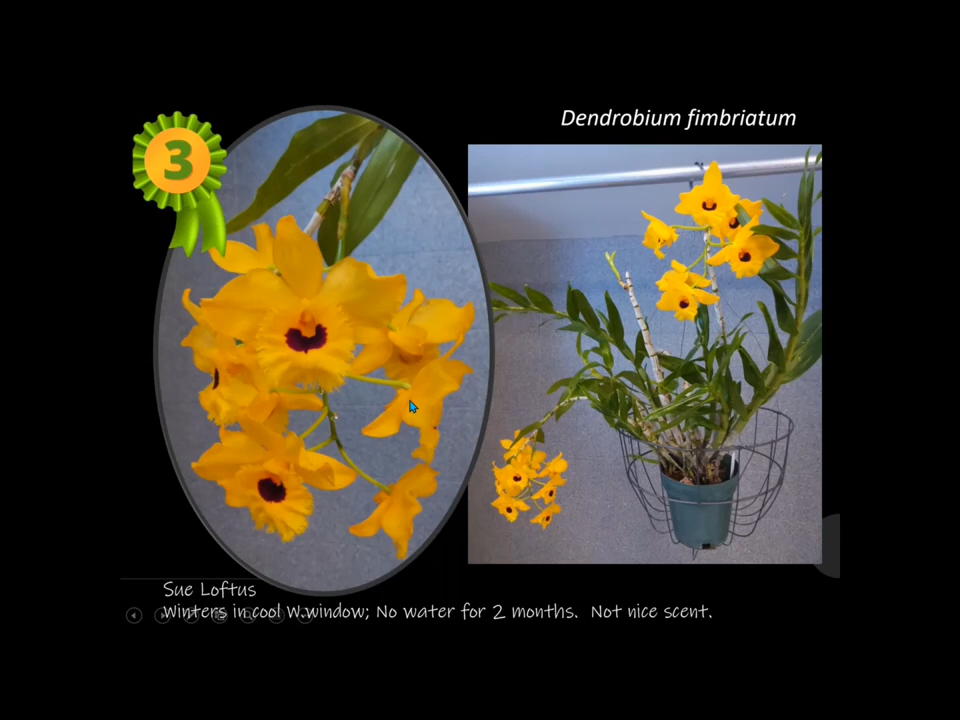 3
Dendrobium fimbriatum
Sue Loftus
Winters in cool W.window; No water for 2 months. Not nice scent.